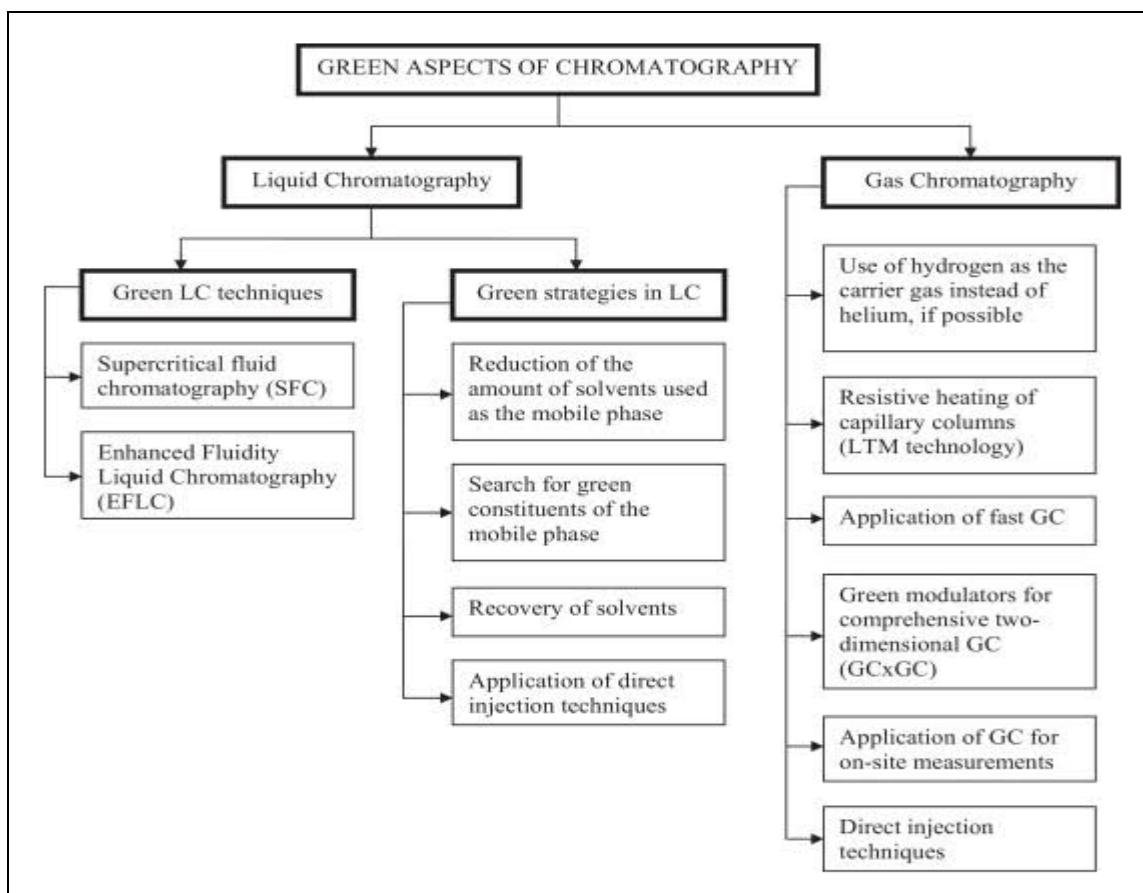 GREEN ASPECTS OF CHROMATOGRAPHY
Liquid Chromatography
Gas Chromatography
Green LC techniques
Supercritical fluid
chromatography (SFC)
Enhanced Fluidity
Liquid Chromatography
(EFLC)
Green strategies in LC
Reduction of the
amount of solvents used
as the mobile phase
Search for green
constituents of the
mobile phase
Recovery of solvents
Application of direct
injection techniques
Use of hydrogen as the
carrier gas instead of
helium, if possible
Resistive heating of
capillary columns
(LTM technology)
Application of fast GC
Green modulators for
comprehensive two-
dimensional GC
(GCxGC)
Application of GC for
on-site measurements
Direct injection
techniques